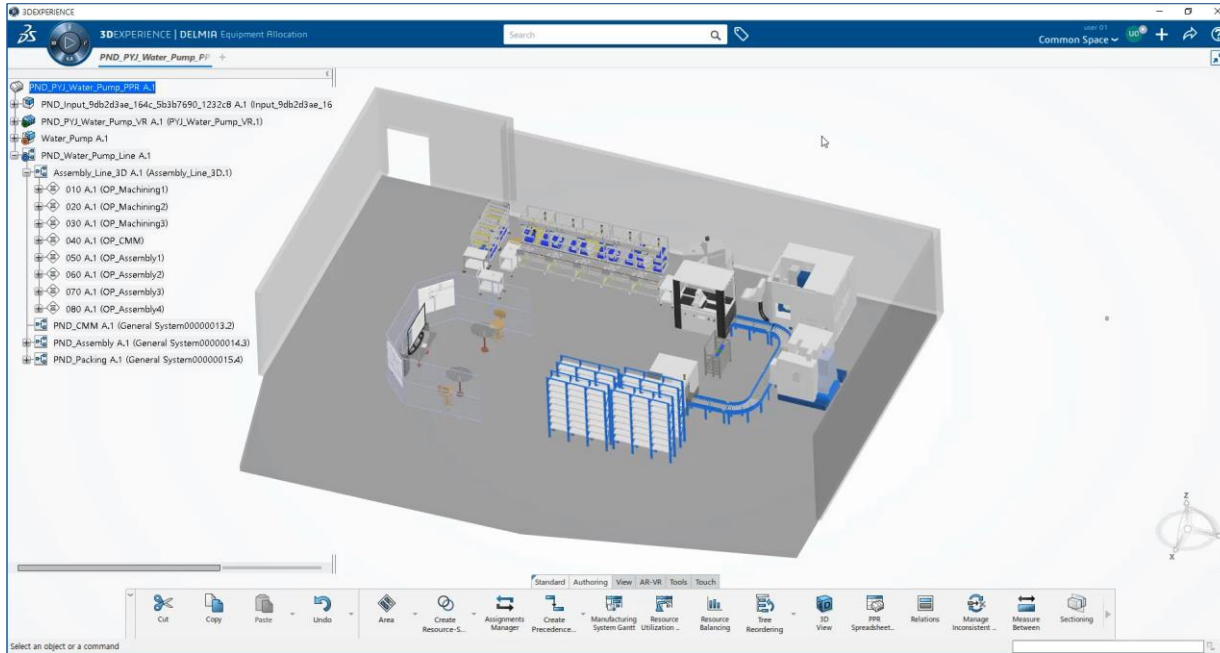 3DEXPERIENCE
3DEXPERIENCE | DELMIA Equipment Allocation
Search
user 01
Common Space
UO
PND_PYJ_Water_Pump_PP
PND_PYJ_Water_Pump_PPR A.1
PND_Input_9db2d3ae_164c_5b3b7690_1232c8 A.1 (Input_9db2d3ae_16
PND_PYJ_Water_Pump_VR A.1 (PYJ_Water_Pump_VR.1)
Water_Pump A.1
PND_Water_Pump_Line A.1
Assembly_Line_3D A.1 (Assembly_Line_3D.1)
010 A.1 (OP_Machining1)
020 A.1 (OP_Machining2)
030 A.1 (OP_Machining3)
040 A.1 (OP_CMM)
050 A.1 (OP_Assembly1)
060 A.1 (OP_Assembly2)
070 A.1 (OP_Assembly3)
080 A.1 (OP_Assembly4)
PND_CMM A.1 (General System00000013.2)
PND_Assembly A.1 (General System00000014.3)
PND_Packing A.1 (General System00000015.4)
Z
X
Standard Authoring View AR-VR Tools Touch
Cut
Copy
Paste
Undo
Area
Create Resource-S...
Assignments Manager
Create Precedence...
Manufacturing System Gantt
Resource Utilization ..
Resource Balancing
Tree Reordering
3D View
PPR Spreadsheet..
Relations
Manage Inconsistent ..
Measure Between
Sectioning
Select an object or a command